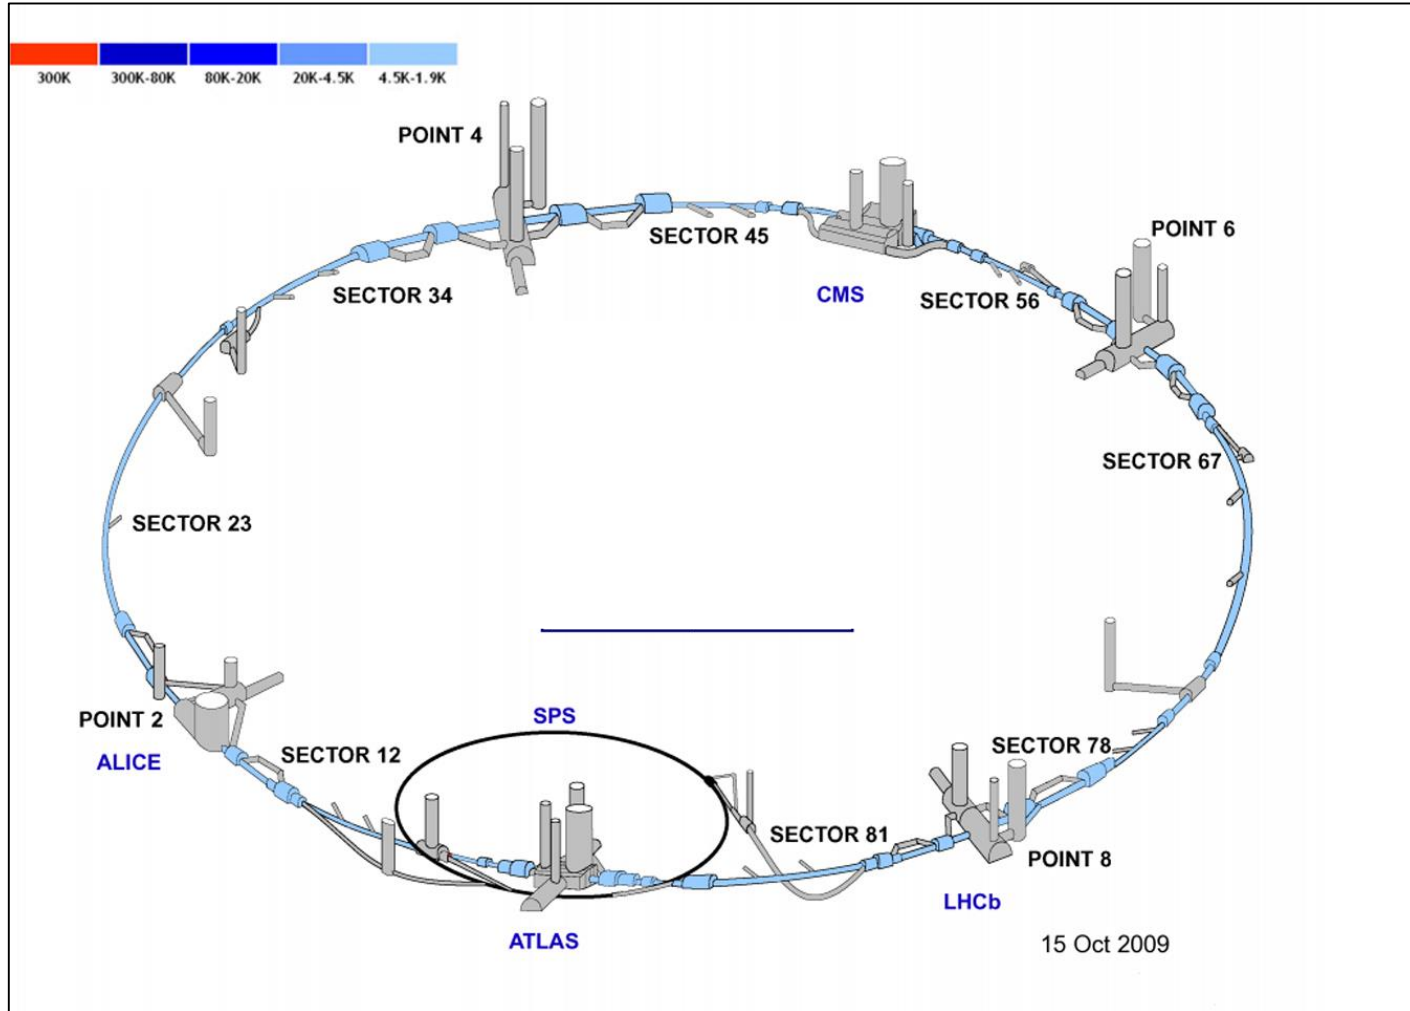 300K 300K-80K 80K-20K 20K-4.5K 4.5K-1.9K
POINT 4
POINT 6
SECTOR 45
SECTOR 34
CMS
SECTOR 56
SECTOR 67
SECTOR 23
POINT 2
ALICE
SPS
SECTOR 12
SECTOR 78
SECTOR 81
POINT 8
LHCb
ATLAS
15 Oct 2009